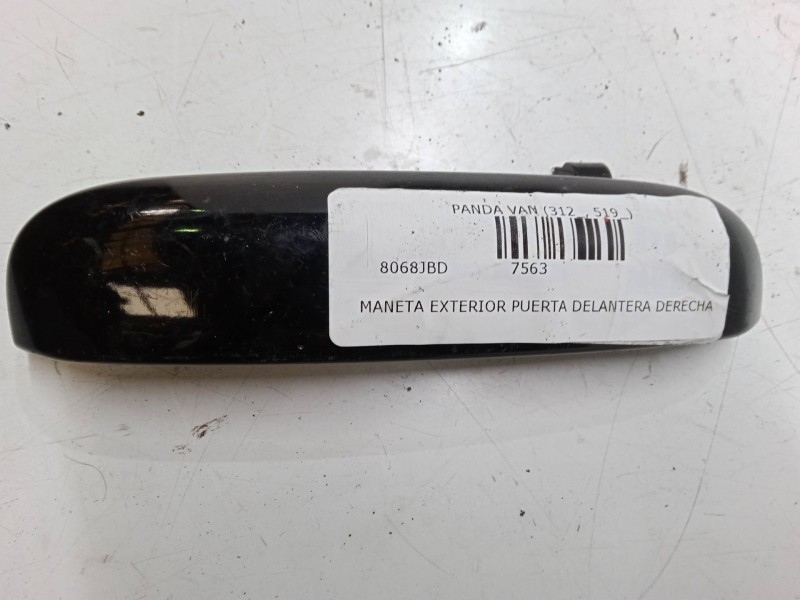 PANDA VAN (312_, 519_)
8068JBD 7563
MANETA EXTERIOR PUERTA DELANTERA DERECHA